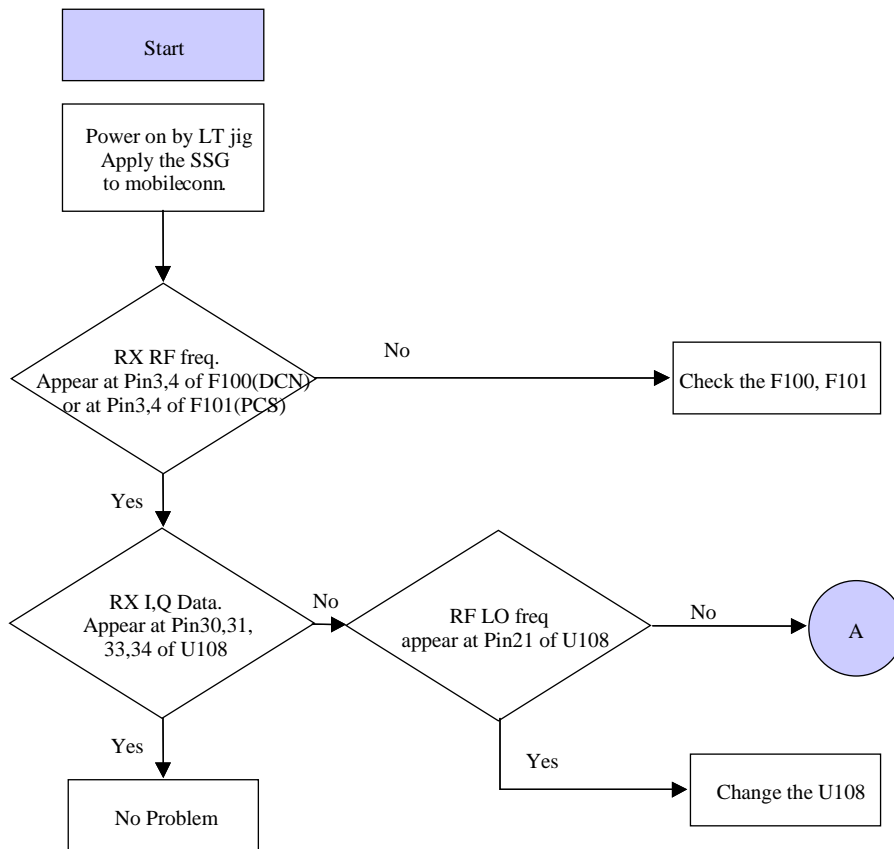 Start
Power on by LT jig
Apply the SSG
to mobileconn.
RX RF freq.
Appear at Pin3,4 of F100(DCN)
or at Pin3,4 of F101(PCS)
No
Check the F100, F101
Yes
RX I,Q Data.
Appear at Pin30,31,
33,34 of U108
No
RF LO freq
appear at Pin21 of U108
No
A
Yes
Yes
No Problem
Change the U108